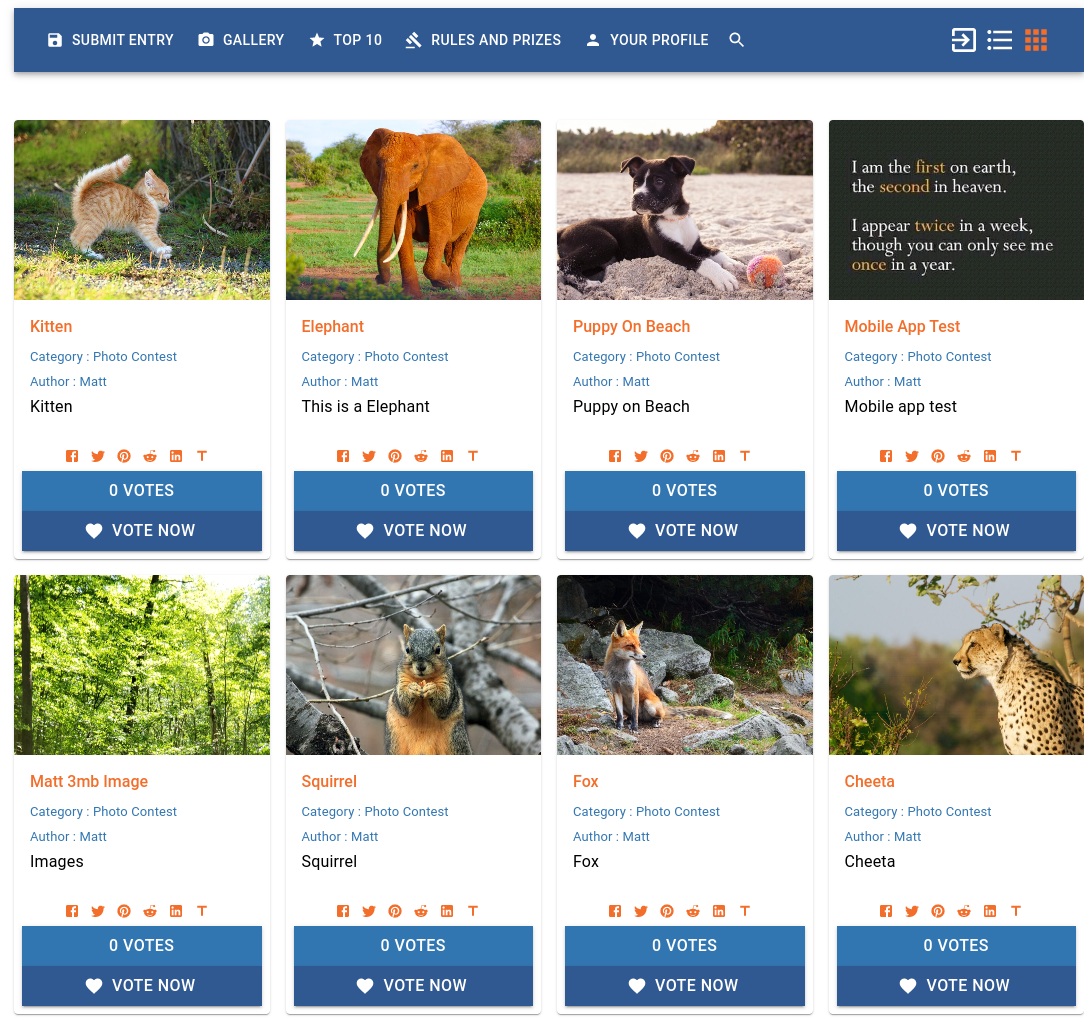 SUBMIT ENTRY GALLERY TOP 10 RULES AND PRIZES YOUR PROFILE
I am the first on earth,
the second in heaven.
I appear twice in a week,
though you can only see me
once in a year.
Kitten
Category : Photo Contest
Author : Matt
Kitten
0 VOTES
VOTE NOW
Elephant
Category : Photo Contest
Author : Matt
This is a Elephant
0 VOTES
VOTE NOW
Puppy On Beach
Category : Photo Contest
Author : Matt
Puppy on Beach
0 VOTES
VOTE NOW
Mobile App Test
Category : Photo Contest
Author : Matt
Mobile app test
0 VOTES
VOTE NOW
Matt 3mb Image
Category : Photo Contest
Author : Matt
Images
0 VOTES
VOTE NOW
Squirrel
Category : Photo Contest
Author : Matt
Squirrel
0 VOTES
VOTE NOW
Fox
Category : Photo Contest
Author : Matt
Fox
0 VOTES
VOTE NOW
Cheeta
Category : Photo Contest
Author : Matt
Cheeta
0 VOTES
VOTE NOW